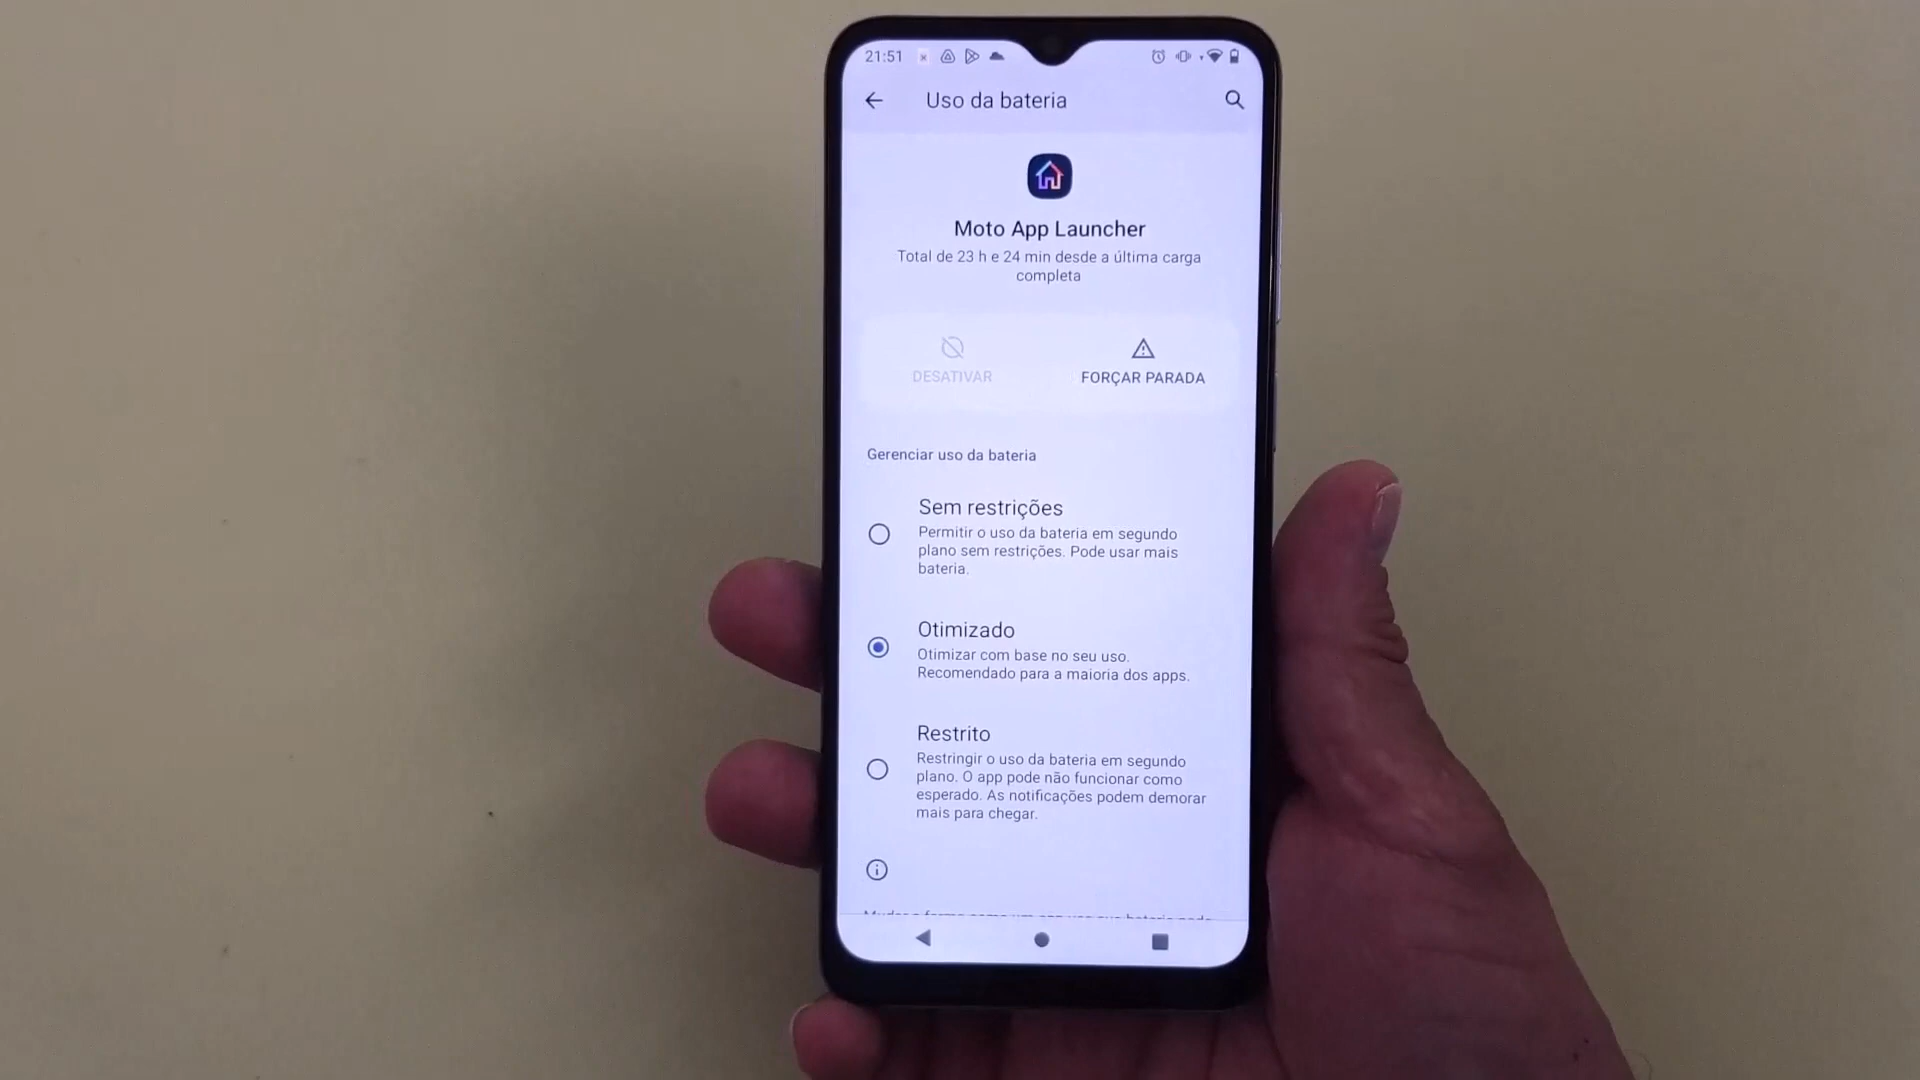 21:51
Uso da bateria
Moto App Launcher
Total de 23 h e 24 min desde a última carga
completa
DESATIVAR
FORÇAR PARADA
Gerenciar uso da bateria
Sem restrições
Permitir o uso da bateria em segundo
plano sem restrições. Pode usar mais
bateria.
Otimizado
Otimizar com base no seu uso.
Recomendado para a maioria dos apps.
Restrito
Restringir o uso da bateria em segundo
plano. O app pode não funcionar como
esperado. As notificações podem demorar
mais para chegar.